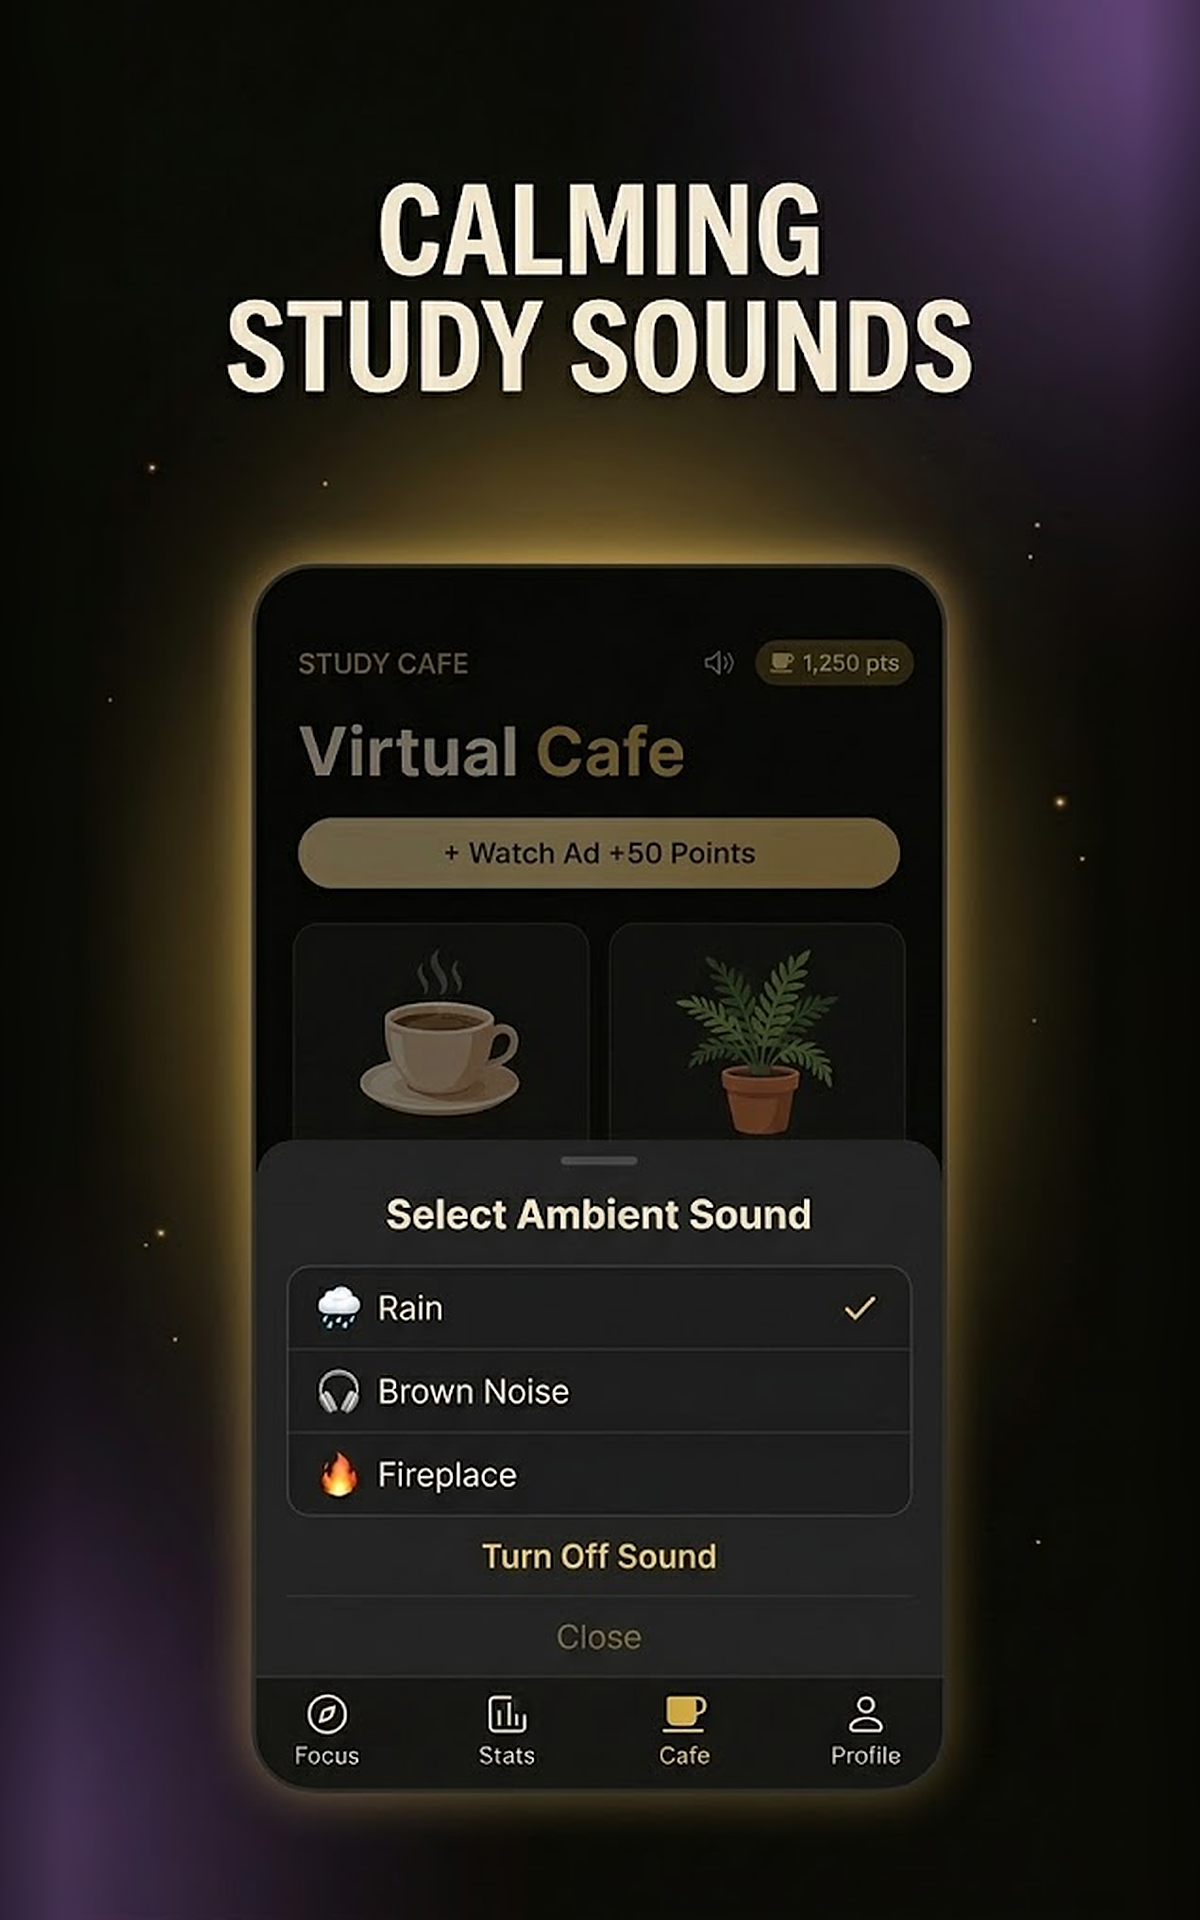 CALMING
STUDY SOUNDS
STUDY CAFE
1,250 pts
Virtual Cafe
+ Watch Ad +50 Points
Select Ambient Sound
Rain
Brown Noise
Fireplace
Turn Off Sound
Close
Focus
Stats
Cafe
Profile